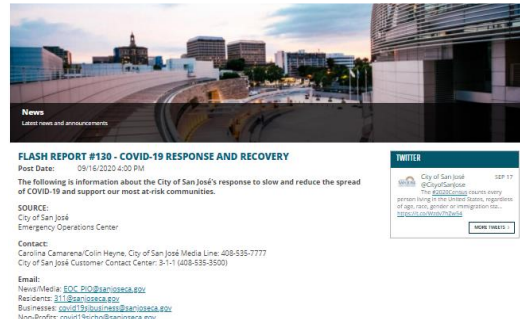 News
Latest news and announcements
FLASH REPORT #130 - COVID-19 RESPONSE AND RECOVERY
Post Date: 09/16/2020 4:00 PM
The following is information about the City of San José's response to slow and reduce the spread
of COVID-19 and support our most at-risk communities.
SOURCE:
City of San José
Emergency Operations Center
Contact:
Carolina Camarena/Colin Heyne, City of San José Media Line: 408-535-7777
City of San José Customer Contact Center: 3-1-1 (408-535-3500)
Email:
News/Media: EOC_PIO@sanjoseca.gov
Residents: 311@sanjoseca.gov
Businesses: covid19sjbusiness@sanjoseca.gov
Non-Profits: covid19sjcbo@sanjoseca.gov
TWITTER
City of San José SEP 17
@CityofSanJose
The #2020Census counts every
person living in the United States, regardless
of age, race, gender or immigration sta...
MORE TWEETS >